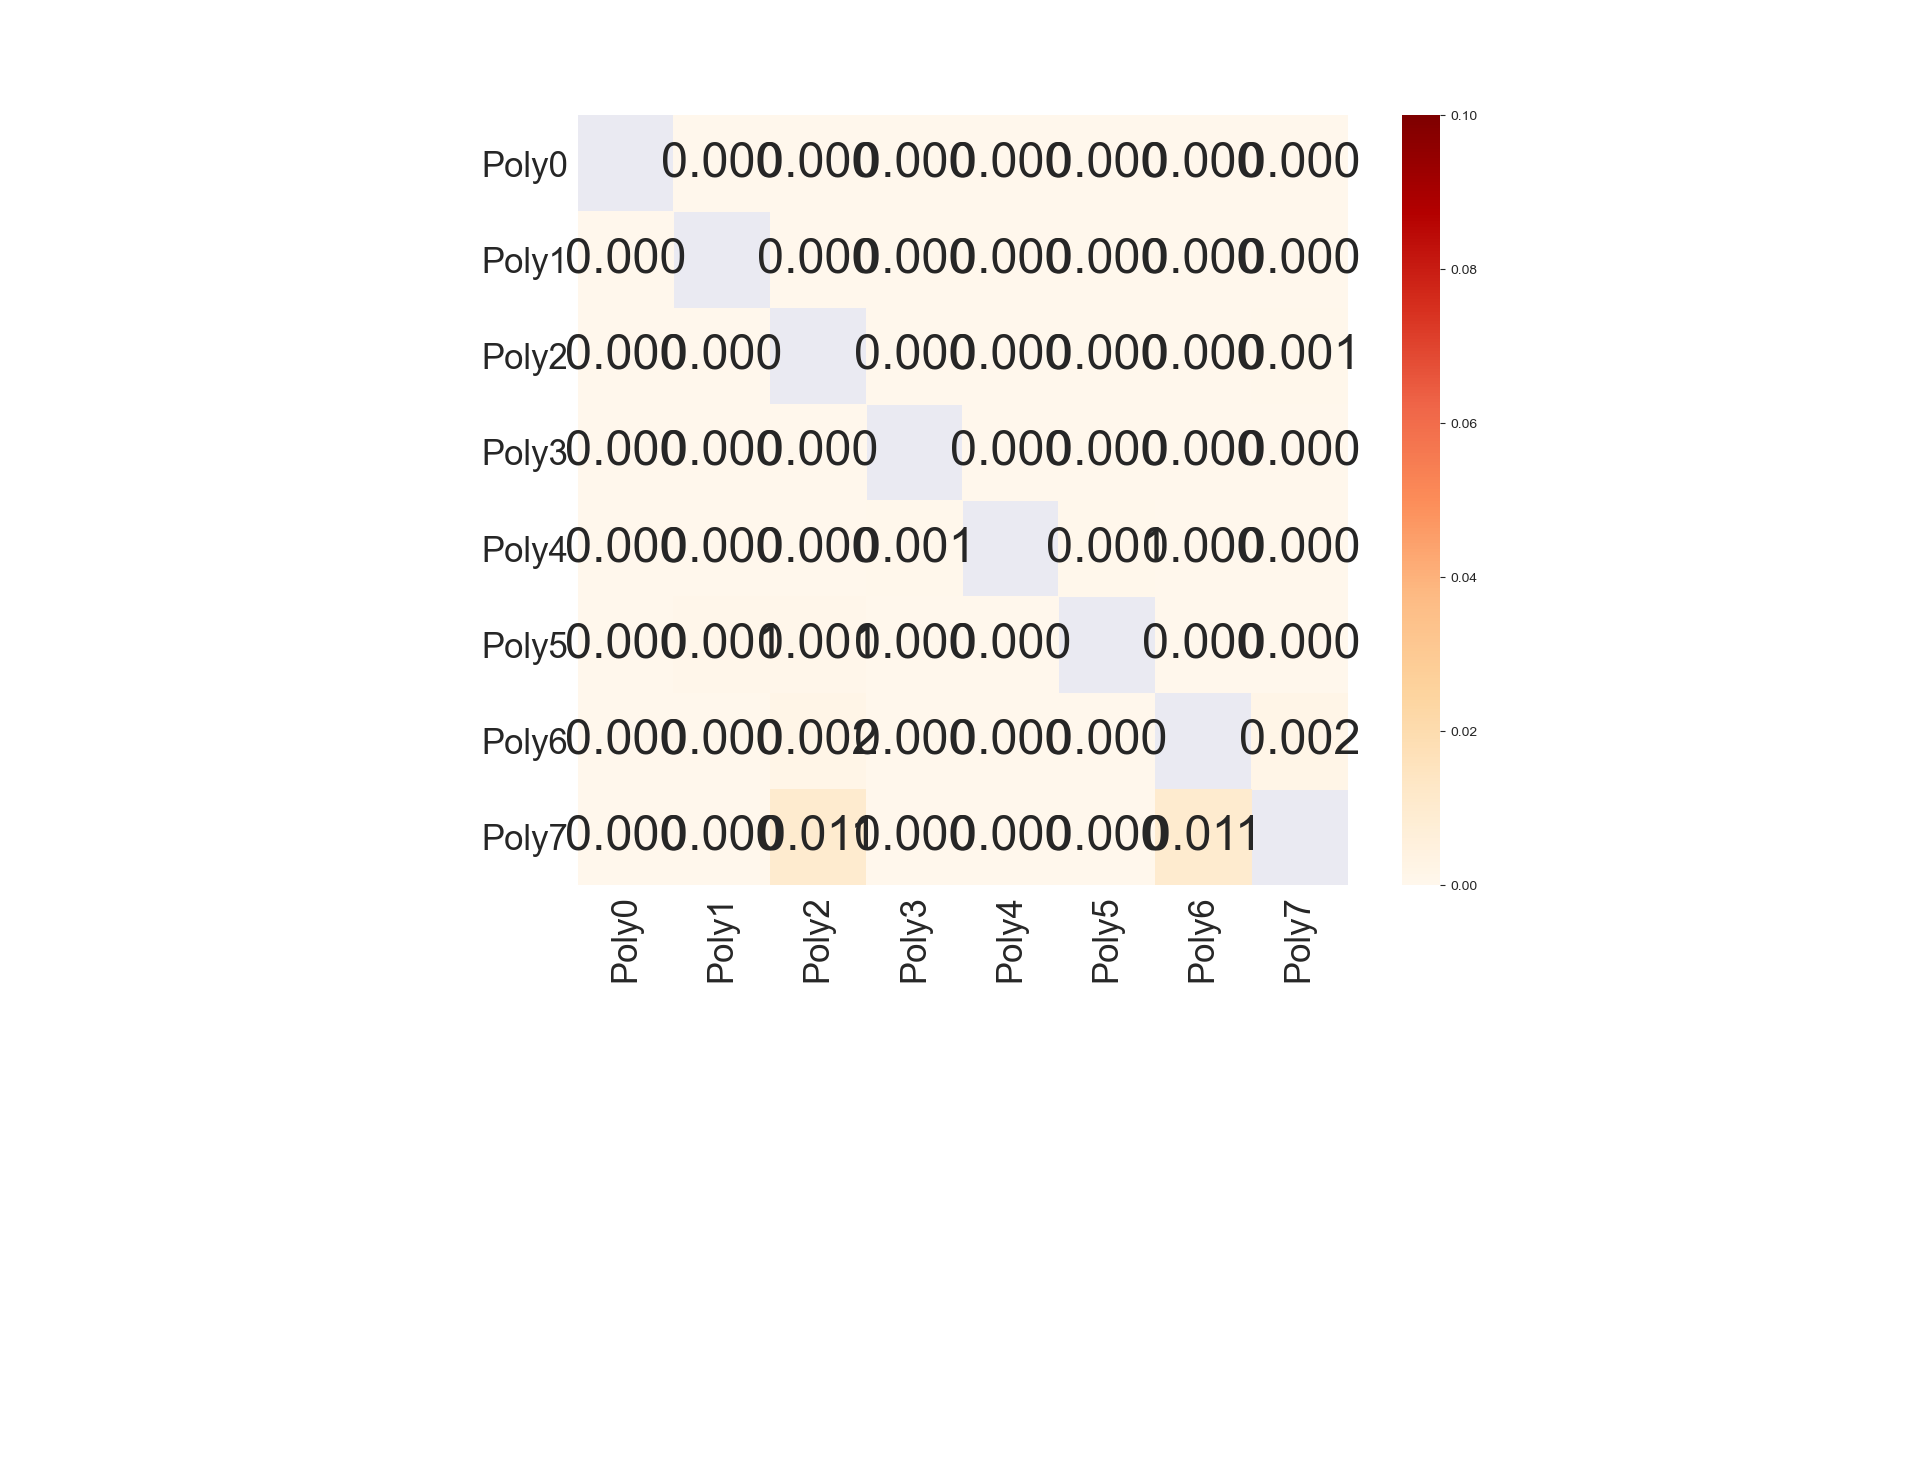 Poly0 0.000 0.000 0.000 0.000 0.000 0.000 0.000
Poly1 0.000 0.000 0.000 0.000 0.000 0.000 0.000
Poly2 0.000 0.000 0.000 0.000 0.000 0.000 0.001
Poly3 0.000 0.000 0.000 0.000 0.000 0.000 0.000
Poly4 0.000 0.000 0.000 0.001 0.001 0.000 0.000
Poly5 0.000 0.001 0.001 0.000 0.000 0.000 0.000
Poly6 0.000 0.000 0.002 0.000 0.000 0.000 0.002
Poly7 0.000 0.000 0.011 0.000 0.000 0.000 0.011
Poly0 Poly1 Poly2 Poly3 Poly4 Poly5 Poly6 Poly7
0.10
0.08
0.06
0.04
0.02
0.00